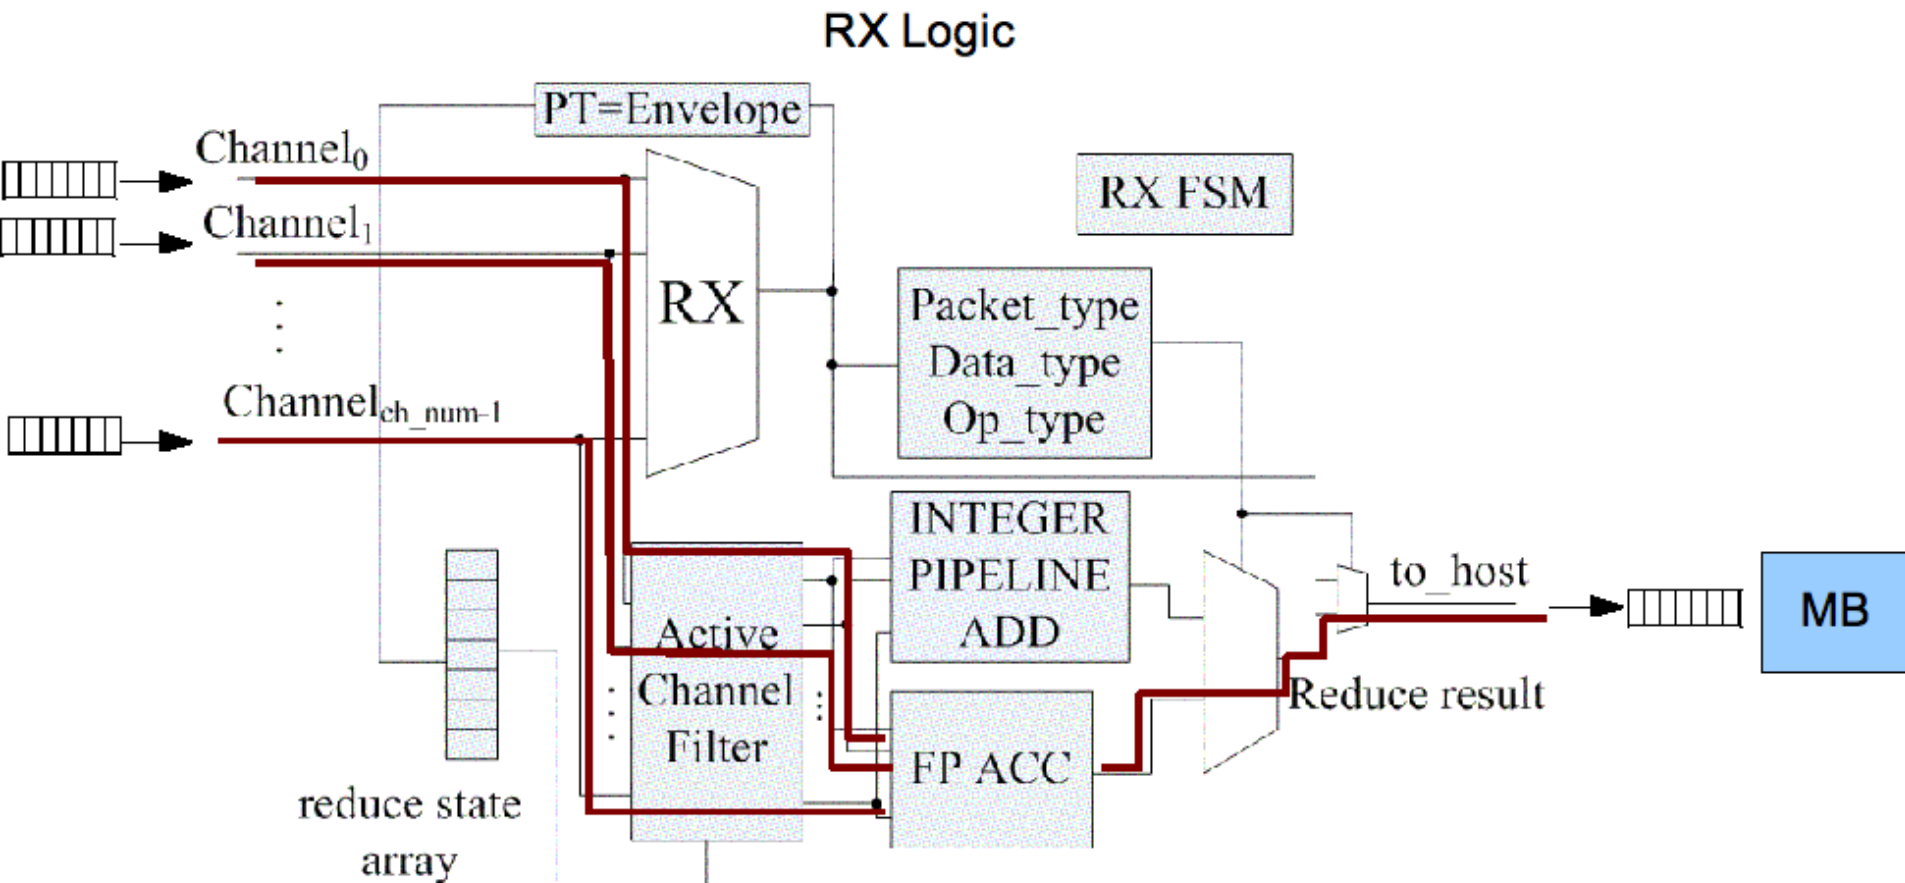 RX Logic
PT=Envelope
Channel0
Channel1
RX FSM
RX
Packet_type
Data_type
Op_type
Channelch_num-1
INTEGER
PIPELINE
ADD
to_host
MB
Active
Channel
Filter
Reduce result
FP ACC
reduce state
array